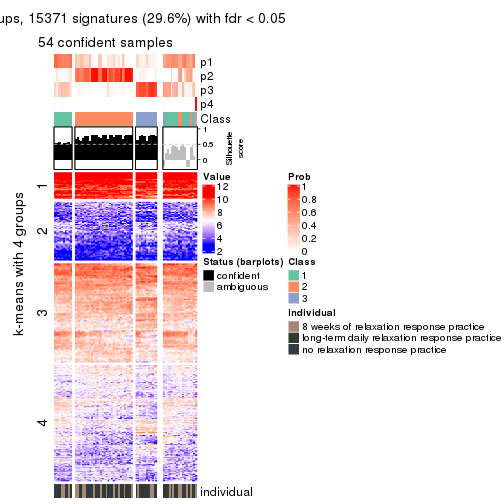 ups, 15371 signatures (29.6%) with fdr < 0.05
54 confident samples
p1
p2
p3
p4
Class
1
0.5
0
Silhouette
score
k-means with 4 groups
1
2
3
4
individual
Value
12
10
8
6
4
2
Prob
1
0.8
0.6
0.4
0.2
0
Status (barplots)
confident
ambiguous
Class
1
2
3
individual
8 weeks of relaxation response practice
long-term daily relaxation response practice
no relaxation response practice